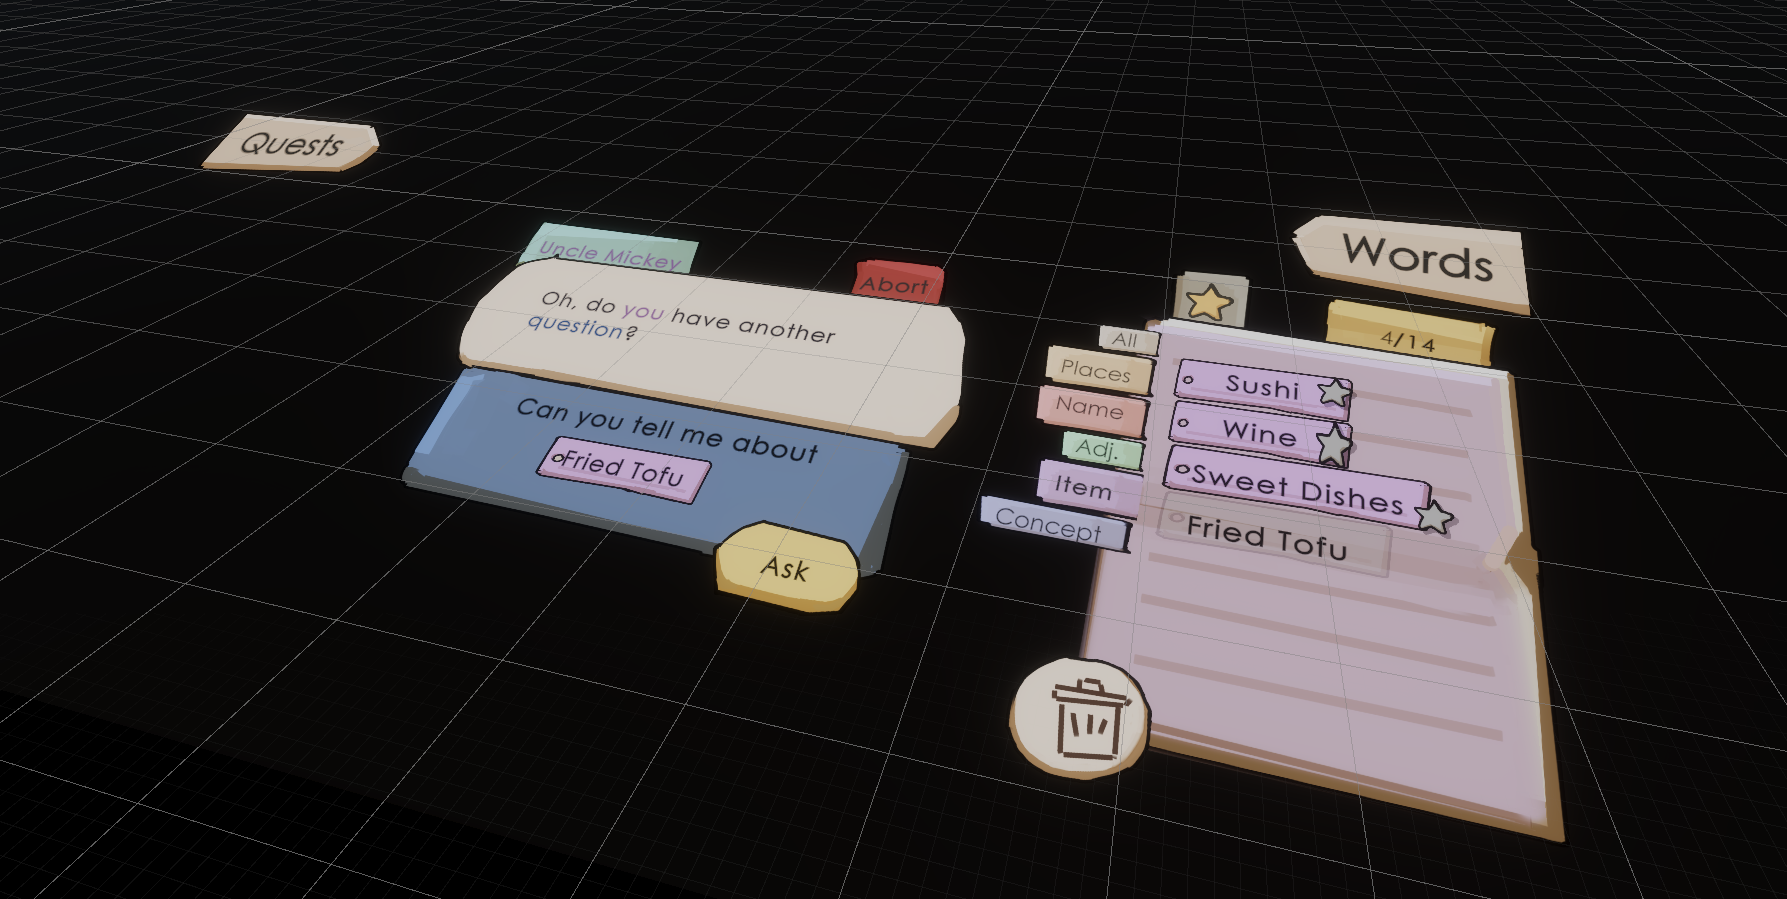 Quests
Uncle Mickey
Abort
Oh, do you have another
question?
Can you tell me about
Fried Tofu
Ask
Words
4/14
All
Places
Name
Adj.
Item
Concept
Sushi
Wine
Sweet Dishes
Fried Tofu